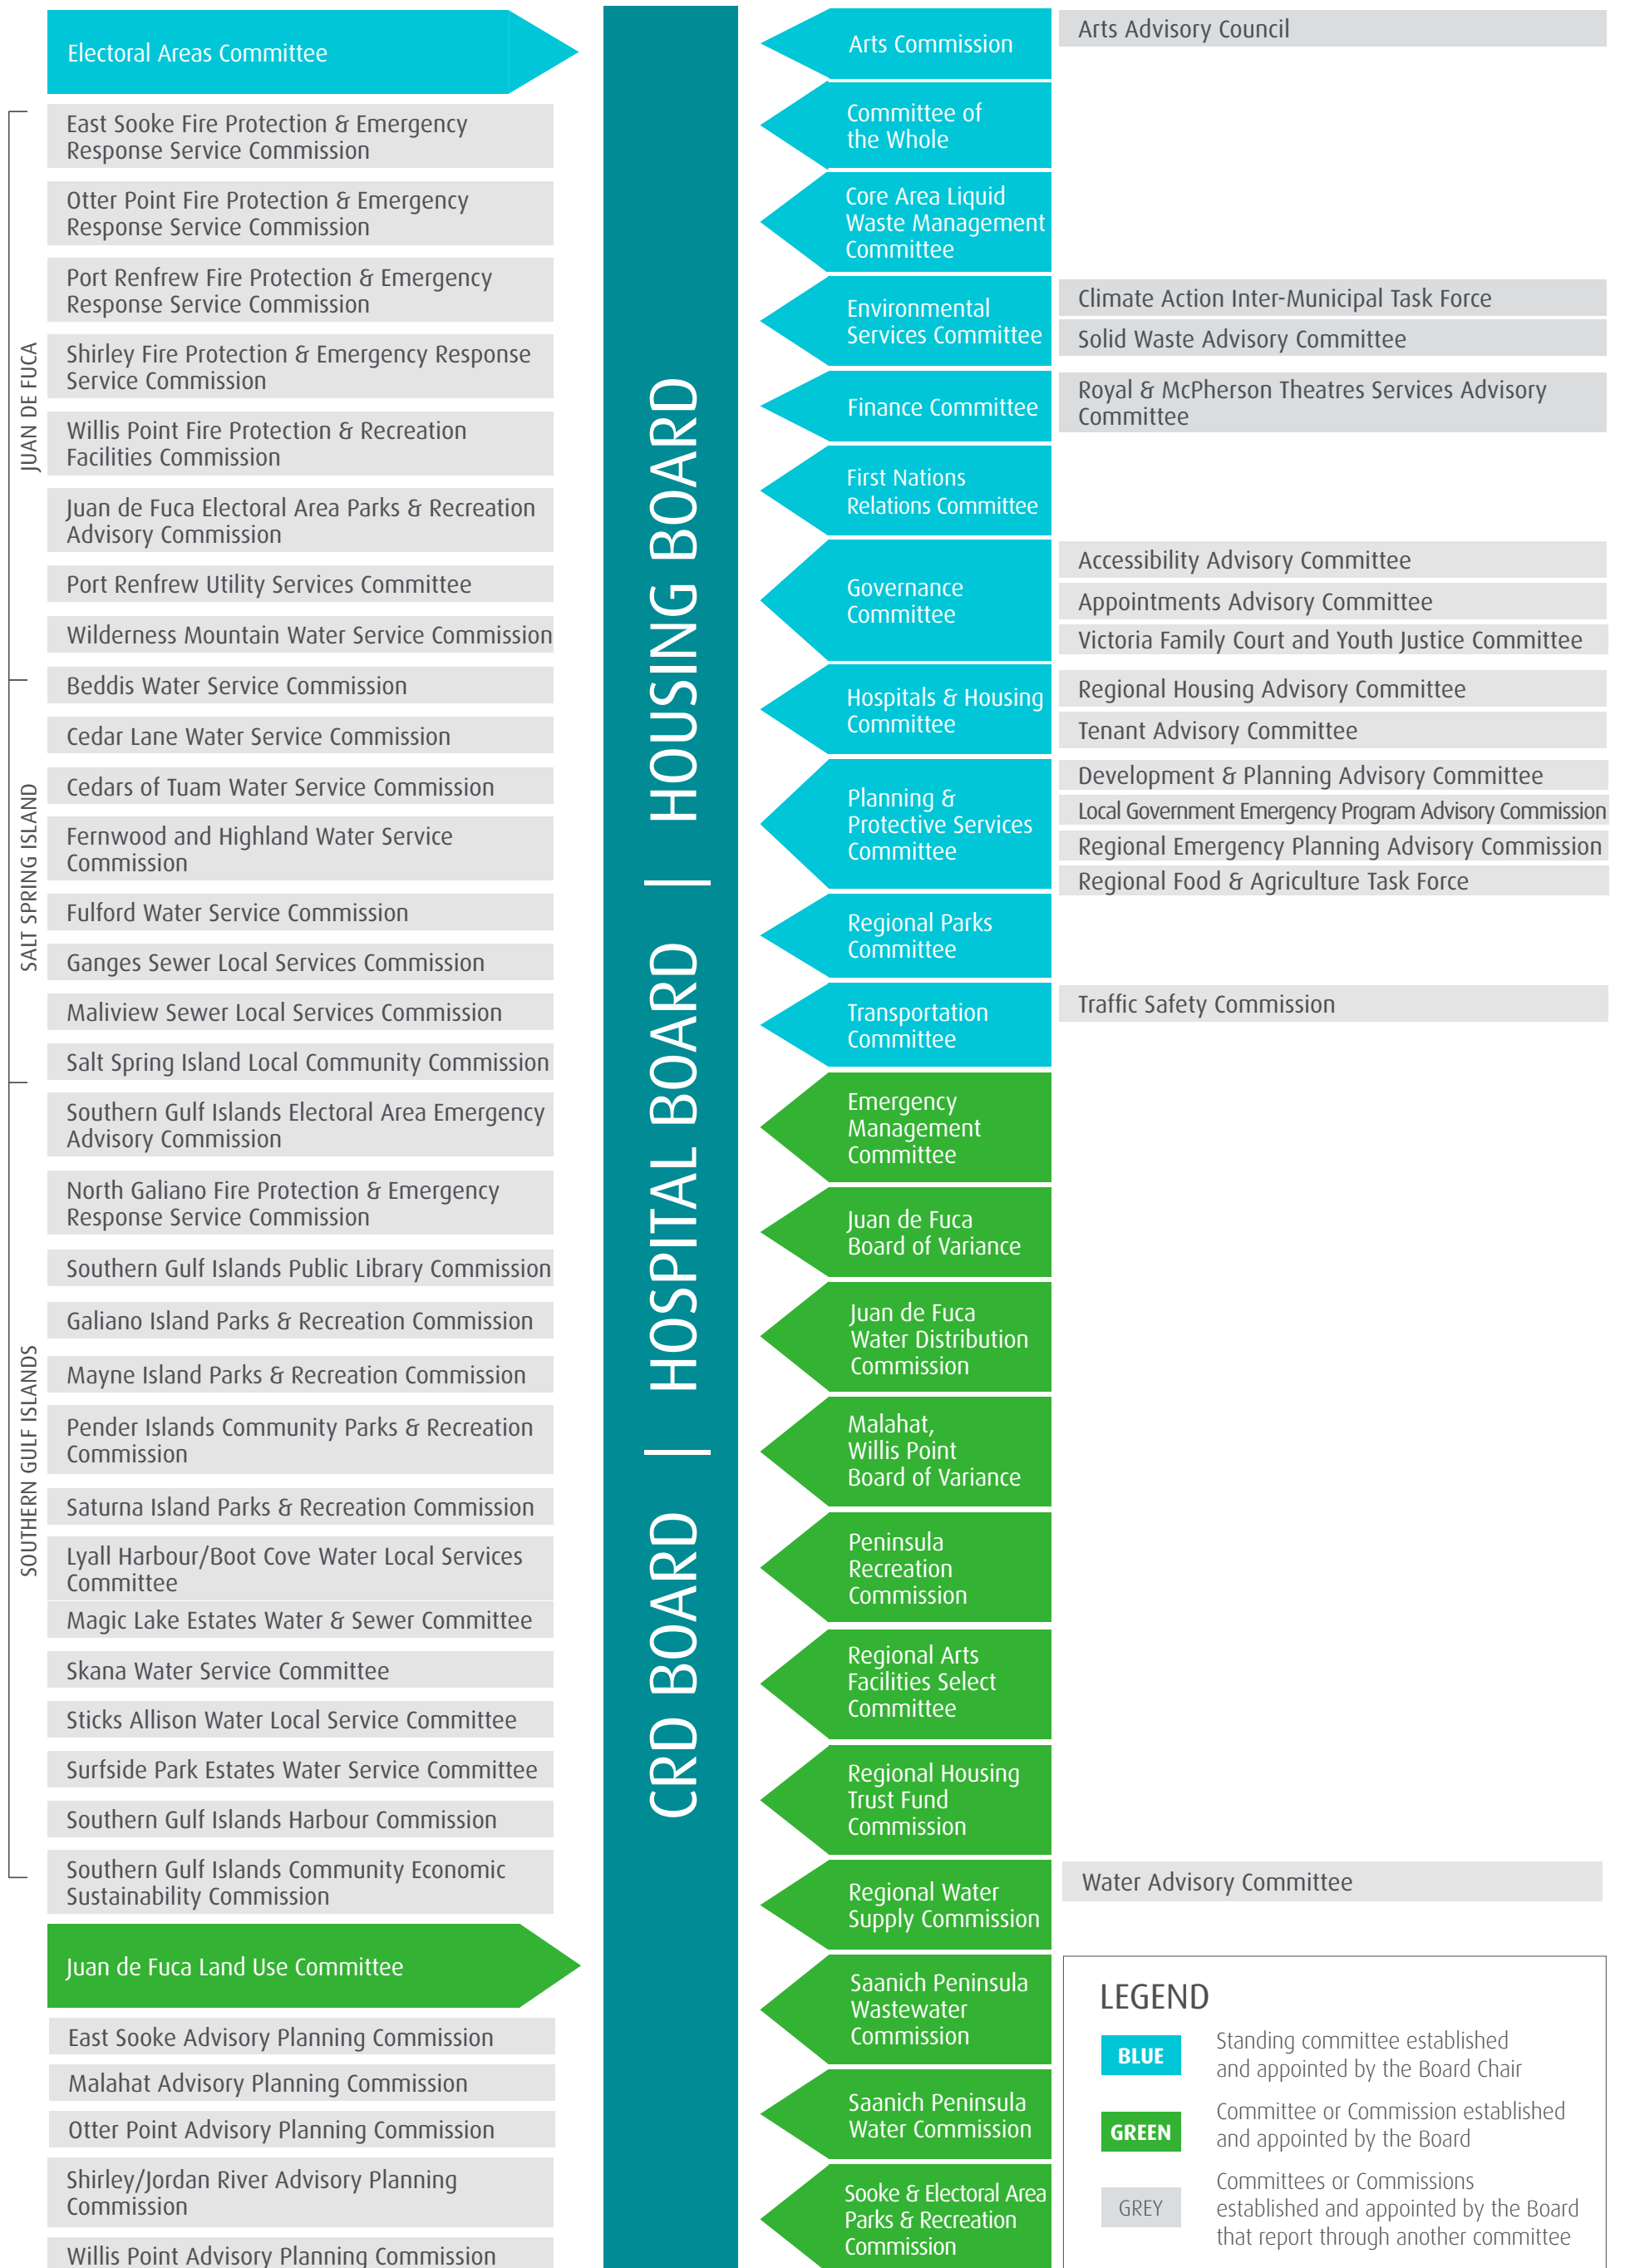 Electoral Areas Committee
JUAN DE FUCA
East Sooke Fire Protection & Emergency
Response Service Commission
Otter Point Fire Protection & Emergency
Response Service Commission
Port Renfrew Fire Protection & Emergency
Response Service Commission
Shirley Fire Protection & Emergency Response
Service Commission
Willis Point Fire Protection & Recreation
Facilities Commission
Juan de Fuca Electoral Area Parks & Recreation
Advisory Commission
Port Renfrew Utility Services Committee
Wilderness Mountain Water Service Commission
SALT SPRING ISLAND
Beddis Water Service Commission
Cedar Lane Water Service Commission
Cedars of Tuam Water Service Commission
Fernwood and Highland Water Service
Commission
Fulford Water Service Commission
Ganges Sewer Local Services Commission
Maliview Sewer Local Services Commission
Salt Spring Island Local Community Commission
SOUTHERN GULF ISLANDS
Southern Gulf Islands Electoral Area Emergency
Advisory Commission
North Galiano Fire Protection & Emergency
Response Service Commission
Southern Gulf Islands Public Library Commission
Galiano Island Parks & Recreation Commission
Mayne Island Parks & Recreation Commission
Pender Islands Community Parks & Recreation
Commission
Saturna Island Parks & Recreation Commission
Lyall Harbour/Boot Cove Water Local Services
Committee
Magic Lake Estates Water & Sewer Committee
Skana Water Service Committee
Sticks Allison Water Local Service Committee
Surfside Park Estates Water Service Committee
Southern Gulf Islands Harbour Commission
Southern Gulf Islands Community Economic
Sustainability Commission
Juan de Fuca Land Use Committee
East Sooke Advisory Planning Commission
Malahat Advisory Planning Commission
Otter Point Advisory Planning Commission
Shirley/Jordan River Advisory Planning
Commission
Willis Point Advisory Planning Commission
CRD BOARD | HOSPITAL BOARD | HOUSING BOARD
Arts Commission
Arts Advisory Council
Committee of
the Whole
Core Area Liquid
Waste Management
Committee
Environmental
Services Committee
Climate Action Inter-Municipal Task Force
Solid Waste Advisory Committee
Finance Committee
Royal & McPherson Theatres Services Advisory
Committee
First Nations
Relations Committee
Governance
Committee
Accessibility Advisory Committee
Appointments Advisory Committee
Victoria Family Court and Youth Justice Committee
Hospitals & Housing
Committee
Regional Housing Advisory Committee
Tenant Advisory Committee
Planning &
Protective Services
Committee
Development & Planning Advisory Committee
Local Government Emergency Program Advisory Commission
Regional Emergency Planning Advisory Commission
Regional Food & Agriculture Task Force
Regional Parks
Committee
Transportation
Committee
Traffic Safety Commission
Emergency
Management
Committee
Juan de Fuca
Board of Variance
Juan de Fuca
Water Distribution
Commission
Malahat,
Willis Point
Board of Variance
Peninsula
Recreation
Commission
Regional Arts
Facilities Select
Committee
Regional Housing
Trust Fund
Commission
Regional Water
Supply Commission
Water Advisory Committee
Saanich Peninsula
Wastewater
Commission
Saanich Peninsula
Water Commission
Sooke & Electoral Area
Parks & Recreation
Commission
LEGEND
BLUE
Standing committee established
and appointed by the Board Chair
GREEN
Committee or Commission established
and appointed by the Board
GREY
Committees or Commissions
established and appointed by the Board
that report through another committee